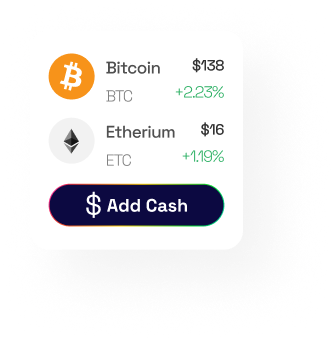 Bitcoin $138
BTC +2.23%
Etherium $16
ETC +1.19%
$ Add Cash